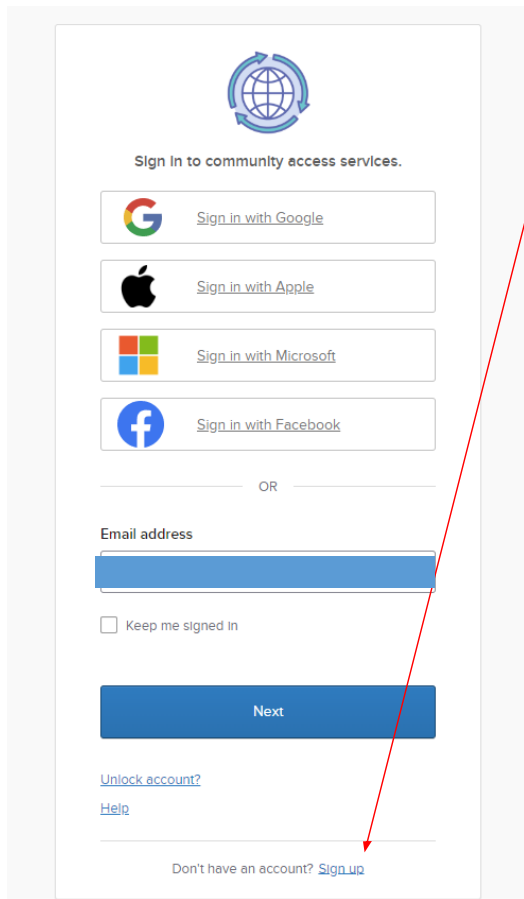 Sign in to community access services.
Sign in with Google
Sign in with Apple
Sign in with Microsoft
Sign in with Facebook
OR
Email address
Keep me signed in
Next
Unlock account?
Help
Don't have an account? Sign up